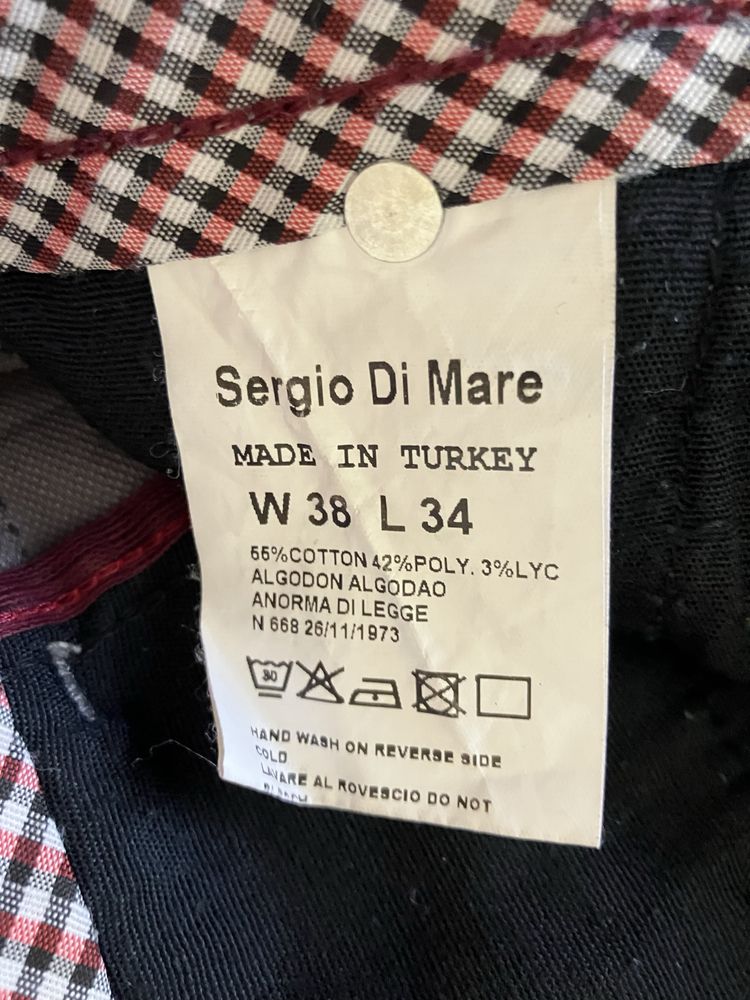 Sergio Di Mare
MADE IN TURKEY
W 38 L 34
55%COTTON 42%POLY. 3%LYC
ALGODON ALGODAO
ANORMA DI LEGGE
N 668 26/11/1973
30
HAND WASH ON REVERSE SIDE
COLD
LAVARE AL ROVESCIO DO NOT